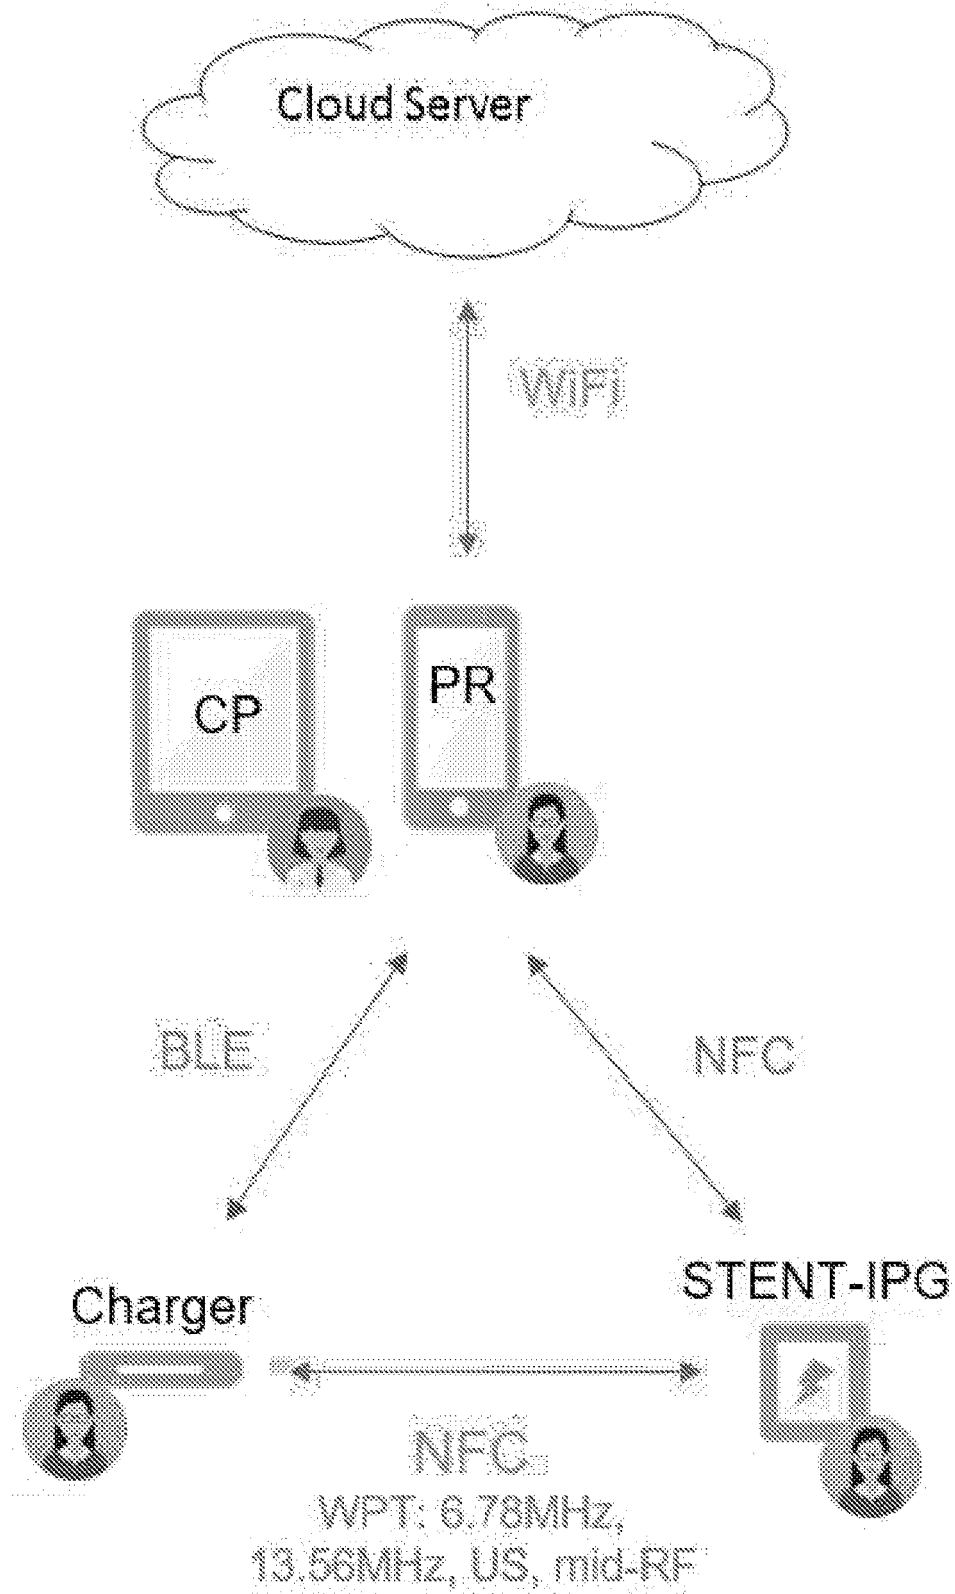 Cloud Server
WiFi
CP
PR
BLE
NFC
Charger
STENT-IPG
NFC
WPT: 6.78MHz,
13.56MHz, US, mid-RF